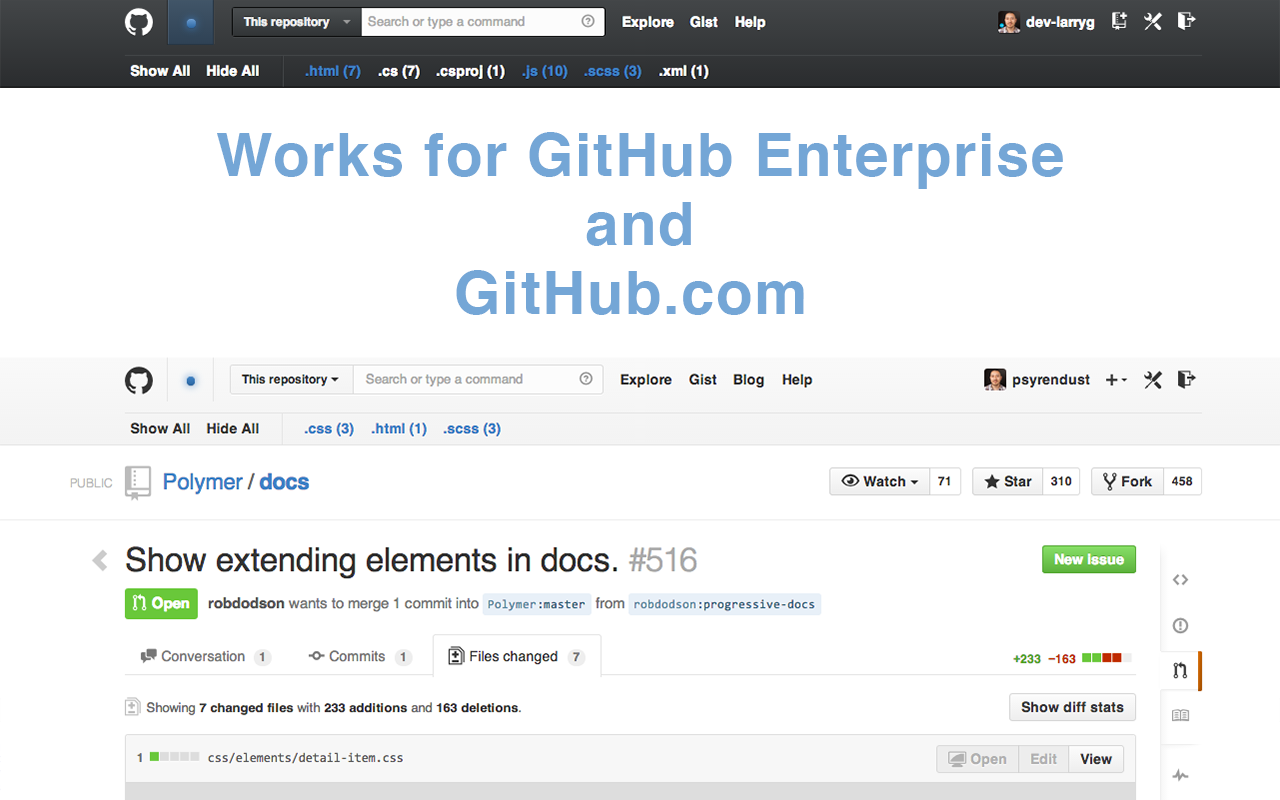 This repository Search or type a command Explore Gist Help dev-larryg
Show All Hide All .html (7) .cs (7) .csproj (1) .js (10) .scss (3) .xml (1)
Works for GitHub Enterprise
and
GitHub.com
This repository Search or type a command Explore Gist Blog Help psyrendust
Show All Hide All .css (3) .html (1) .scss (3)
PUBLIC Polymer / docs Watch 71 Star 310 Fork 458
Show extending elements in docs. #516 New Issue
Open robdodson wants to merge 1 commit into Polymer:master from robdodson:progressive-docs
Conversation 1 Commits 1 Files changed 7 +233 −163
Showing 7 changed files with 233 additions and 163 deletions. Show diff stats
1 css/elements/detail-item.css Open Edit View